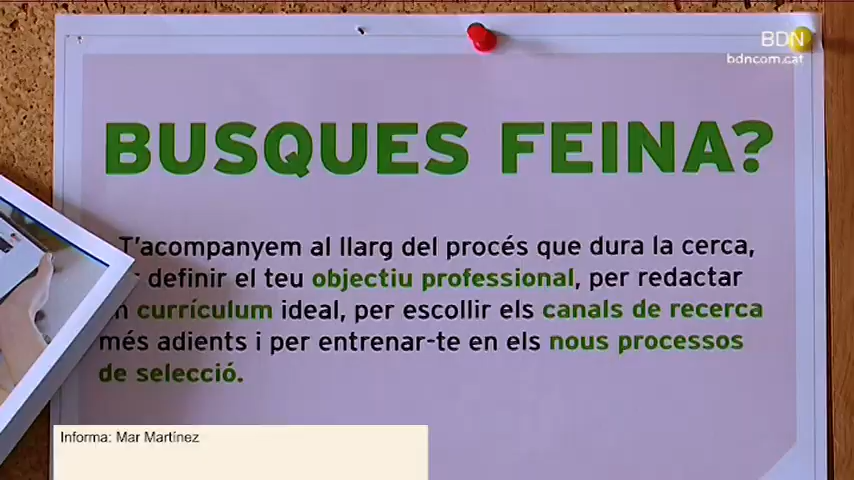 BDN
bdncom.cat
BUSQUES FEINA?
T'acompanyem al llarg del procés que dura la cerca,
definir el teu objectiu professional, per redactar
currículum ideal, per escollir els canals de recerca
més adients i per entrenar-te en els nous processos
de selecció.
Informa: Mar Martínez